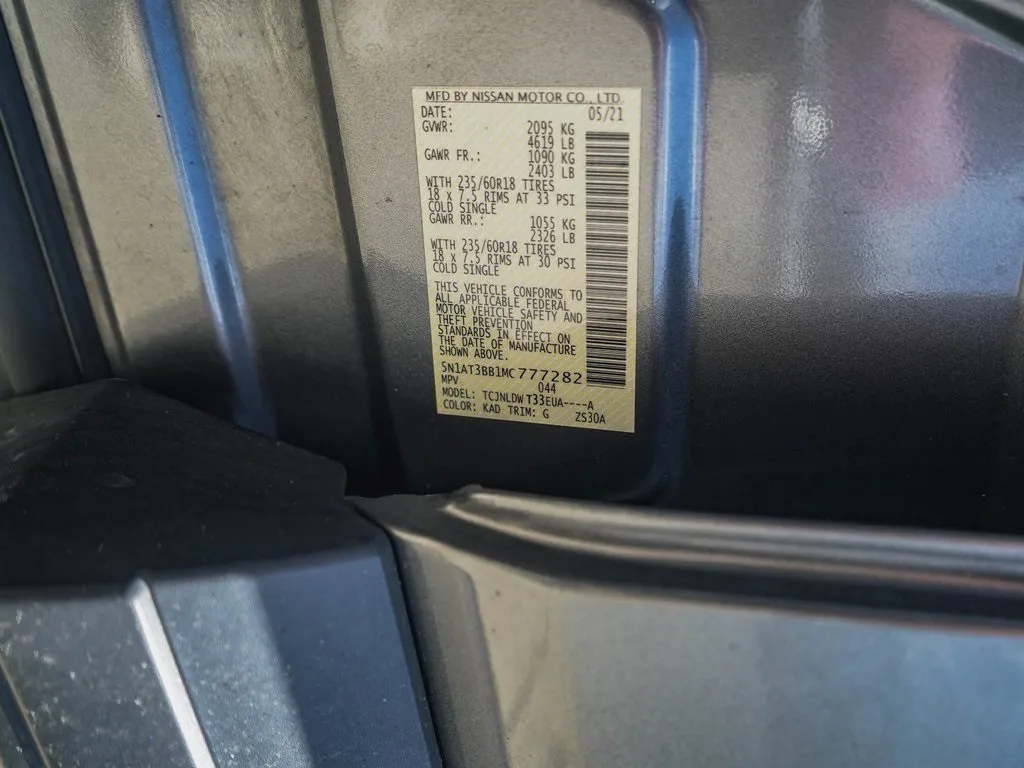 MFD BY NISSAN MOTOR CO., LTD.
DATE: 05/21
GVWR: 2095 KG
4619 LB
GAWR FR.: 1090 KG
2403 LB
WITH 235/60R18 TIRES
18 x 7.5 RIMS AT 33 PSI
COLD SINGLE
GAWR RR.: 1055 KG
2326 LB
WITH 235/60R18 TIRES
18 x 7.5 RIMS AT 30 PSI
COLD SINGLE
THIS VEHICLE CONFORMS TO
ALL APPLICABLE FEDERAL
MOTOR VEHICLE SAFETY AND
THEFT PREVENTION
STANDARDS IN EFFECT ON
THE DATE OF MANUFACTURE
SHOWN ABOVE.
5N1AT3BB1MC777282
MPV 044
MODEL: TCJNLDWT33EUA----A
COLOR: KAD TRIM: G ZS30A